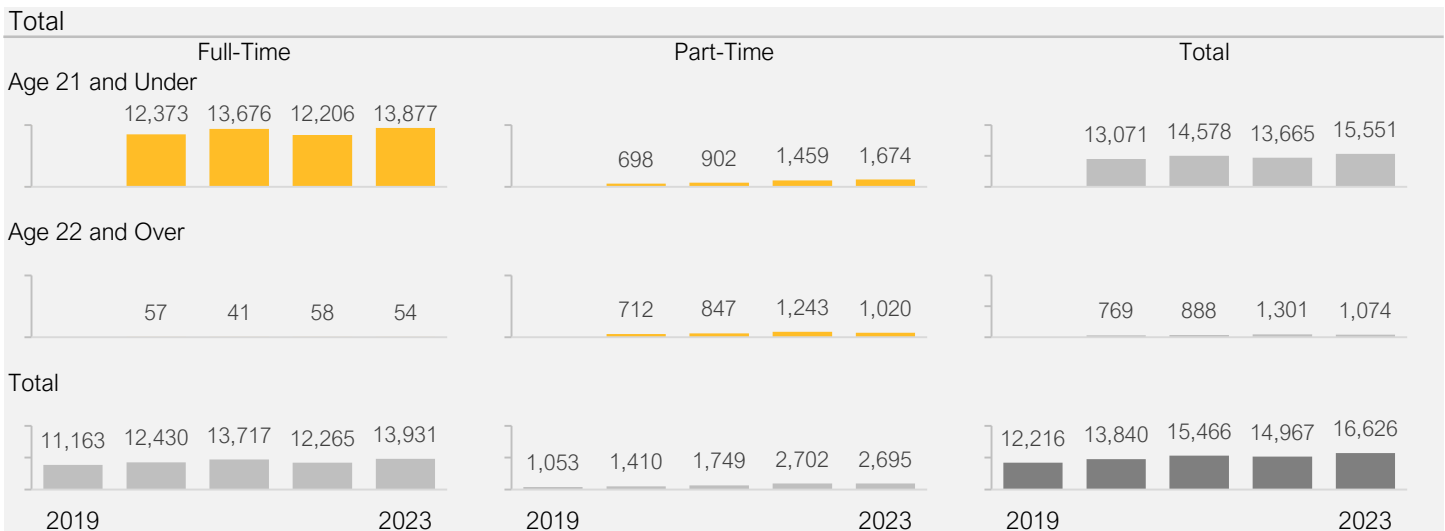 Total
Full-Time Part-Time Total
Age 21 and Under
12,373 13,676 12,206 13,877 698 902 1,459 1,674 13,071 14,578 13,665 15,551
Age 22 and Over
57 41 58 54 712 847 1,243 1,020 769 888 1,301 1,074
Total
11,163 12,430 13,717 12,265 13,931 1,053 1,410 1,749 2,702 2,695 12,216 13,840 15,466 14,967 16,626
2019 2023 2019 2023 2019 2023